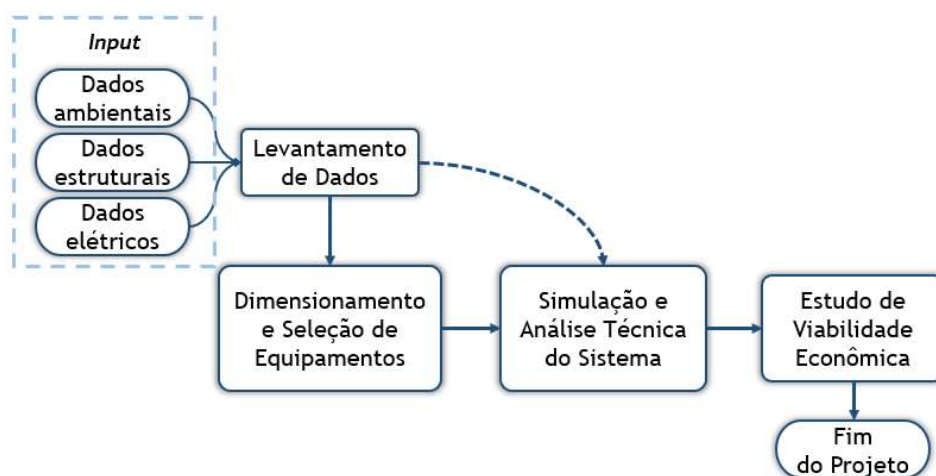 Input
Dados
ambientais
Dados
estruturais
Dados
elétricos
Levantamento
de Dados
Dimensionamento
e Seleção de
Equipamentos
Simulação e
Análise Técnica
do Sistema
Estudo de
Viabilidade
Econômica
Fim
do Projeto